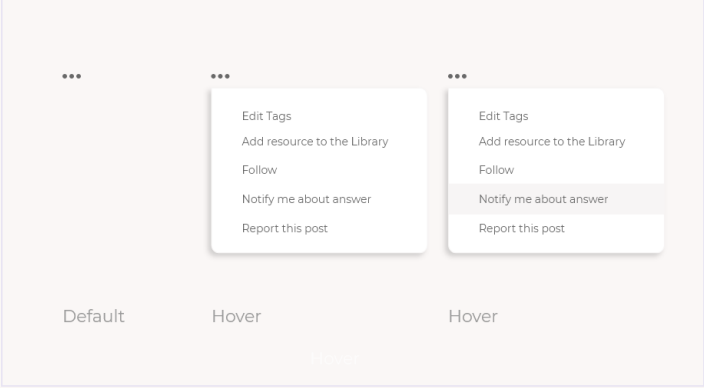 Edit Tags
Add resource to the Library
Follow
Notify me about answer
Report this post
Edit Tags
Add resource to the Library
Follow
Notify me about answer
Report this post
Default
Hover
Hover
Hover